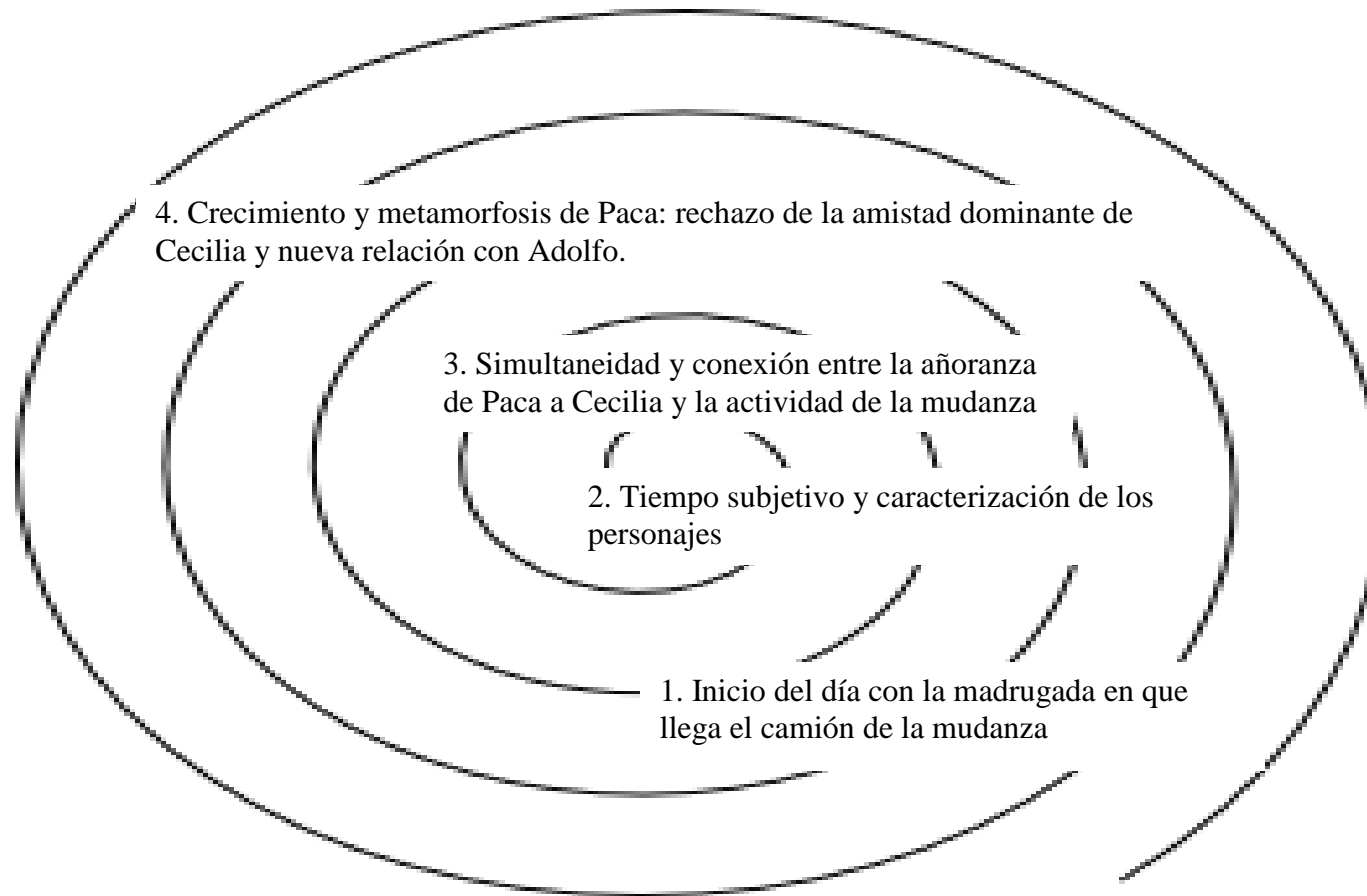 4. Crecimiento y metamorfosis de Paca: rechazo de la amistad dominante de
Cecilia y nueva relación con Adolfo.
3. Simultaneidad y conexión entre la añoranza
de Paca a Cecilia y la actividad de la mudanza
2. Tiempo subjetivo y caracterización de los
personajes
1. Inicio del día con la madrugada en que
llega el camión de la mudanza